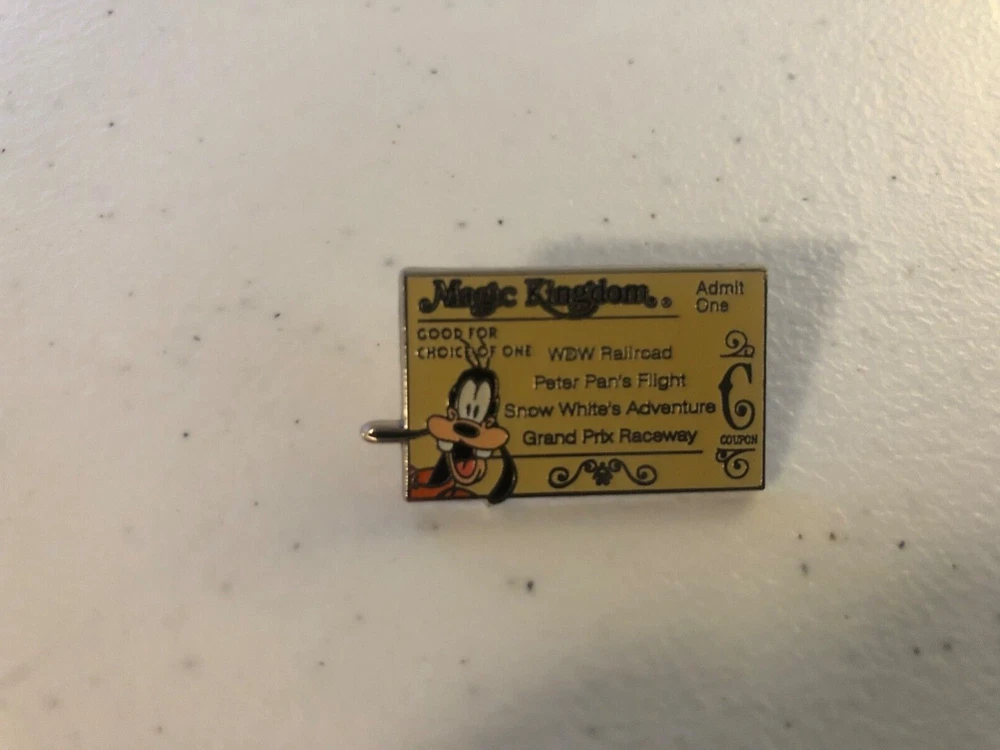 Magic Kingdom®
Admit
One
GOOD FOR
CHOICE OF ONE
WDW Railroad
Peter Pan's Flight
Snow White's Adventure
Grand Prix Raceway
C
COUPON